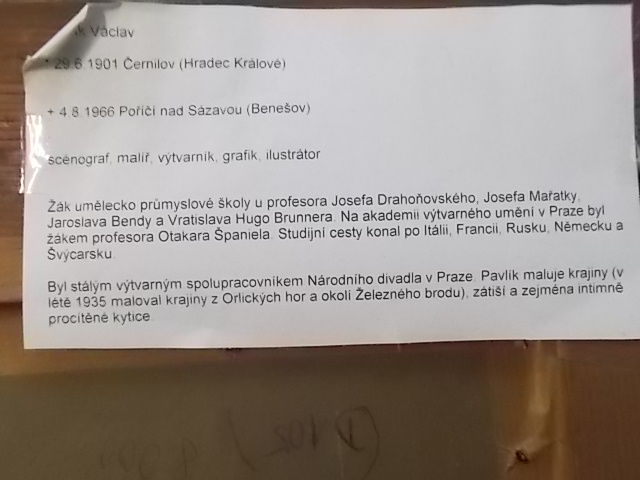 Václav
* 29.6.1901 Černilov (Hradec Králové)
+ 4.8.1966 Poříčí nad Sázavou (Benešov)
scénograf, malíř, výtvarník, grafik, ilustrátor
Žák umělecko průmyslové školy u profesora Josefa Drahoňovského, Josefa Mařatky,
Jaroslava Bendy a Vratislava Hugo Brunnera. Na akademii výtvarného umění v Praze byl
žákem profesora Otakara Španiela. Studijní cesty konal po Itálii, Francii, Rusku, Německu a
Švýcarsku.
Byl stálým výtvarným spolupracovníkem Národního divadla v Praze. Pavlík maluje krajiny (v
létě 1935 maloval krajiny z Orlických hor a okolí Železného brodu), zátiší a zejména intimně
procítěné kytice.